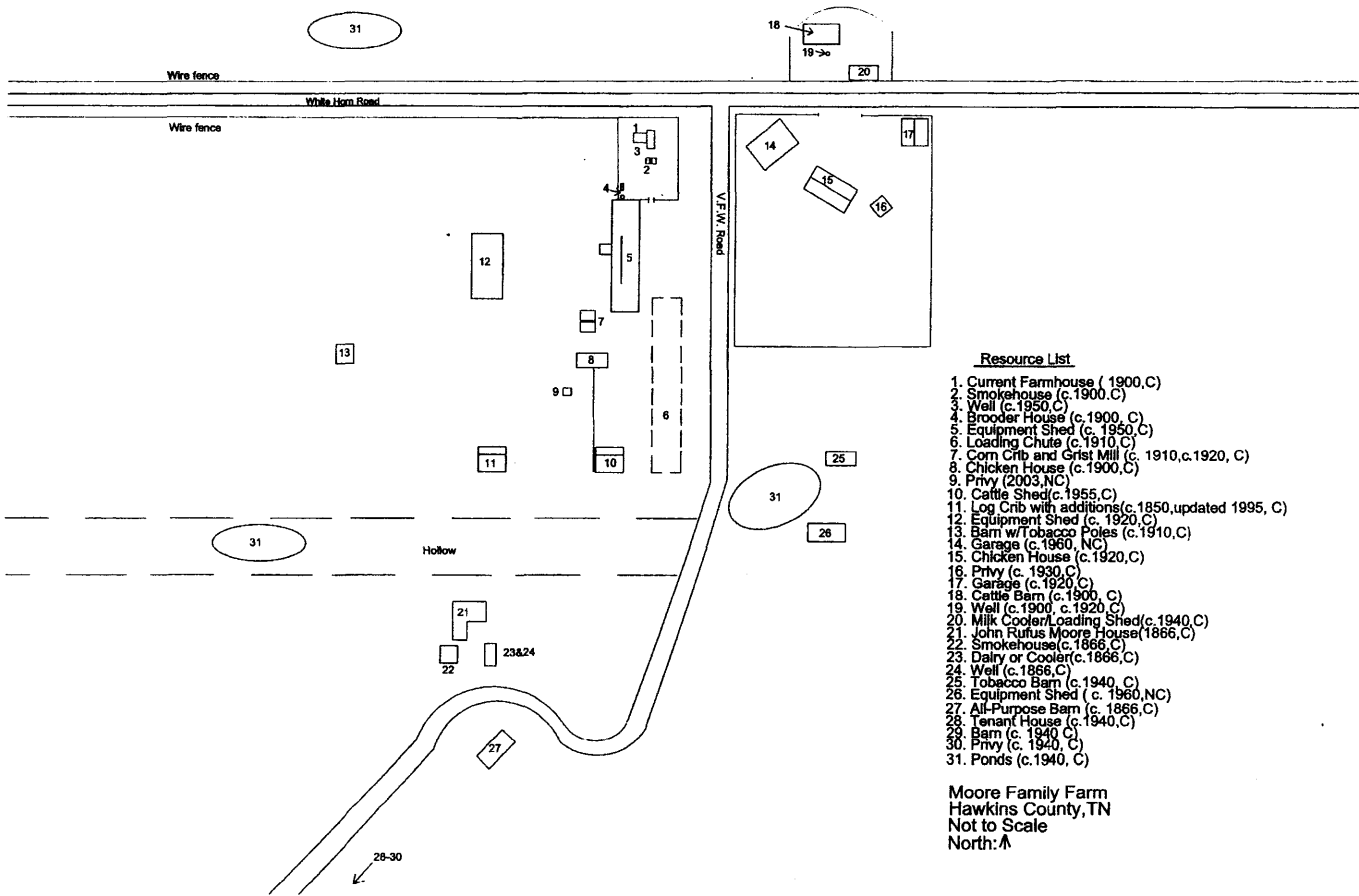 31
18
19
20
Wire fence
White Horn Road
Wire fence
1
3
2
4
14
17
15
16
V.F.W. Road
12
5
7
13
8
9
6
11
10
25
31
26
31
Hollow
21
22
23&24
27
28-30
Resource List
1. Current Farmhouse ( 1900,C)
2. Smokehouse (c.1900.C)
3. Well (c.1950,C)
4. Brooder House (c.1900, C)
5. Equipment Shed (c. 1950,C)
6. Loading Chute (c.1910,C)
7. Corn Crib and Grist Mill (c. 1910,c.1920, C)
8. Chicken House (c.1900,C)
9. Privy (2003,NC)
10. Cattle Shed(c.1955,C)
11. Log Crib with additions(c.1850,updated 1995, C)
12. Equipment Shed (c. 1920,C)
13. Barn w/Tobacco Poles (c.1910,C)
14. Garage (c.1960, NC)
15. Chicken House (c.1920,C)
16. Privy (c. 1930,C)
17. Garage (c.1920,C)
18. Cattle Barn (c.1900, C)
19. Well (c.1900, c.1920,C)
20. Milk Cooler/Loading Shed(c.1940,C)
21. John Rufus Moore House(1866,C)
22. Smokehouse(c.1866,C)
23. Dairy or Cooler(c.1866,C)
24. Well (c.1866,C)
25. Tobacco Barn (c.1940, C)
26. Equipment Shed ( c. 1960,NC)
27. All-Purpose Barn (c. 1866,C)
28. Tenant House (c.1940,C)
29. Barn (c. 1940 C)
30. Privy (c. 1940, C)
31. Ponds (c.1940, C)
Moore Family Farm
Hawkins County,TN
Not to Scale
North: